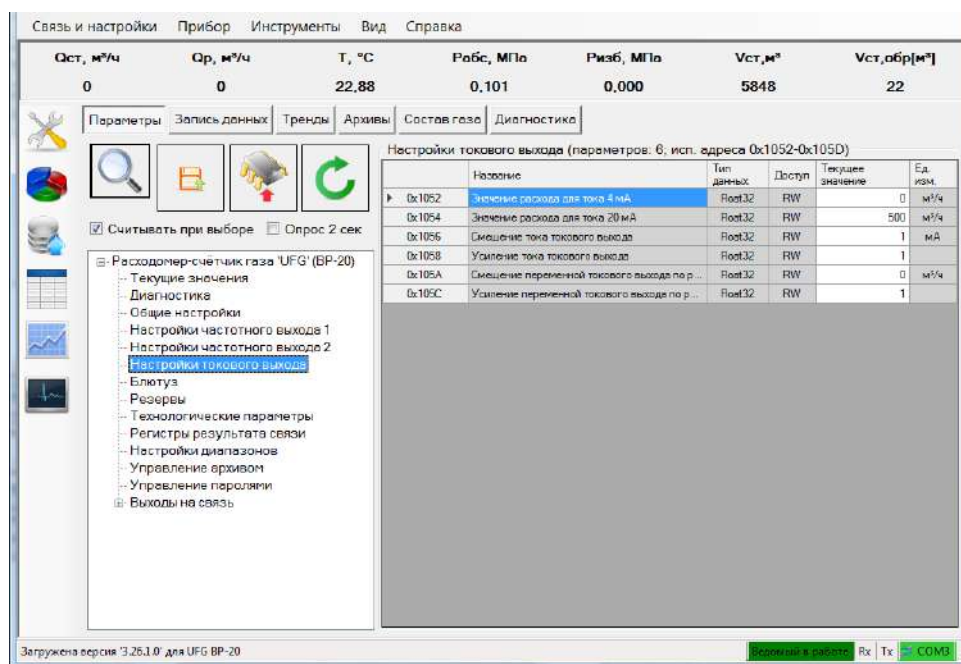 Связь и настройки Прибор Инструменты Вид Справка
Qст, м³/ч Qр, м³/ч T, °C Рабс, МПа Ризб, МПа Vст,м³ Vст,обр[м³]
0 0 22,88 0,101 0,000 5848 22
Параметры Запись данных Тренды Архивы Состав газа Диагностика
Настройки токового выхода (параметров: 6; исп. адреса 0x1052-0x105D)
Название Тип данных Доступ Текущее значение Ед. изм.
0x1052 Значение расхода для тока 4 мА Float32 RW 0 м³/ч
0x1054 Значение расхода для тока 20 мА Float32 RW 500 м³/ч
0x1056 Смещение тока токового выхода Float32 RW 1 мА
0x1058 Усиление тока токового выхода Float32 RW 1
0x105A Смещение переменной токового выхода по р... Float32 RW 0 м³/ч
0x105C Усиление переменной токового выхода по р... Float32 RW 1
Считывать при выборе Опрос 2 сек
Расходомер-счётчик газа 'UFG' (BP-20)
Текущие значения
Диагностика
Общие настройки
Настройки частотного выхода 1
Настройки частотного выхода 2
Настройки токового выхода
Блютуз
Резервы
Технологические параметры
Регистры результата связи
Настройки диапазонов
Управление архивом
Управление паролями
Выходы на связь
Загружена версия '3.26.1.0' для UFG BP-20
Ведомый в работе Rx Tx COM3